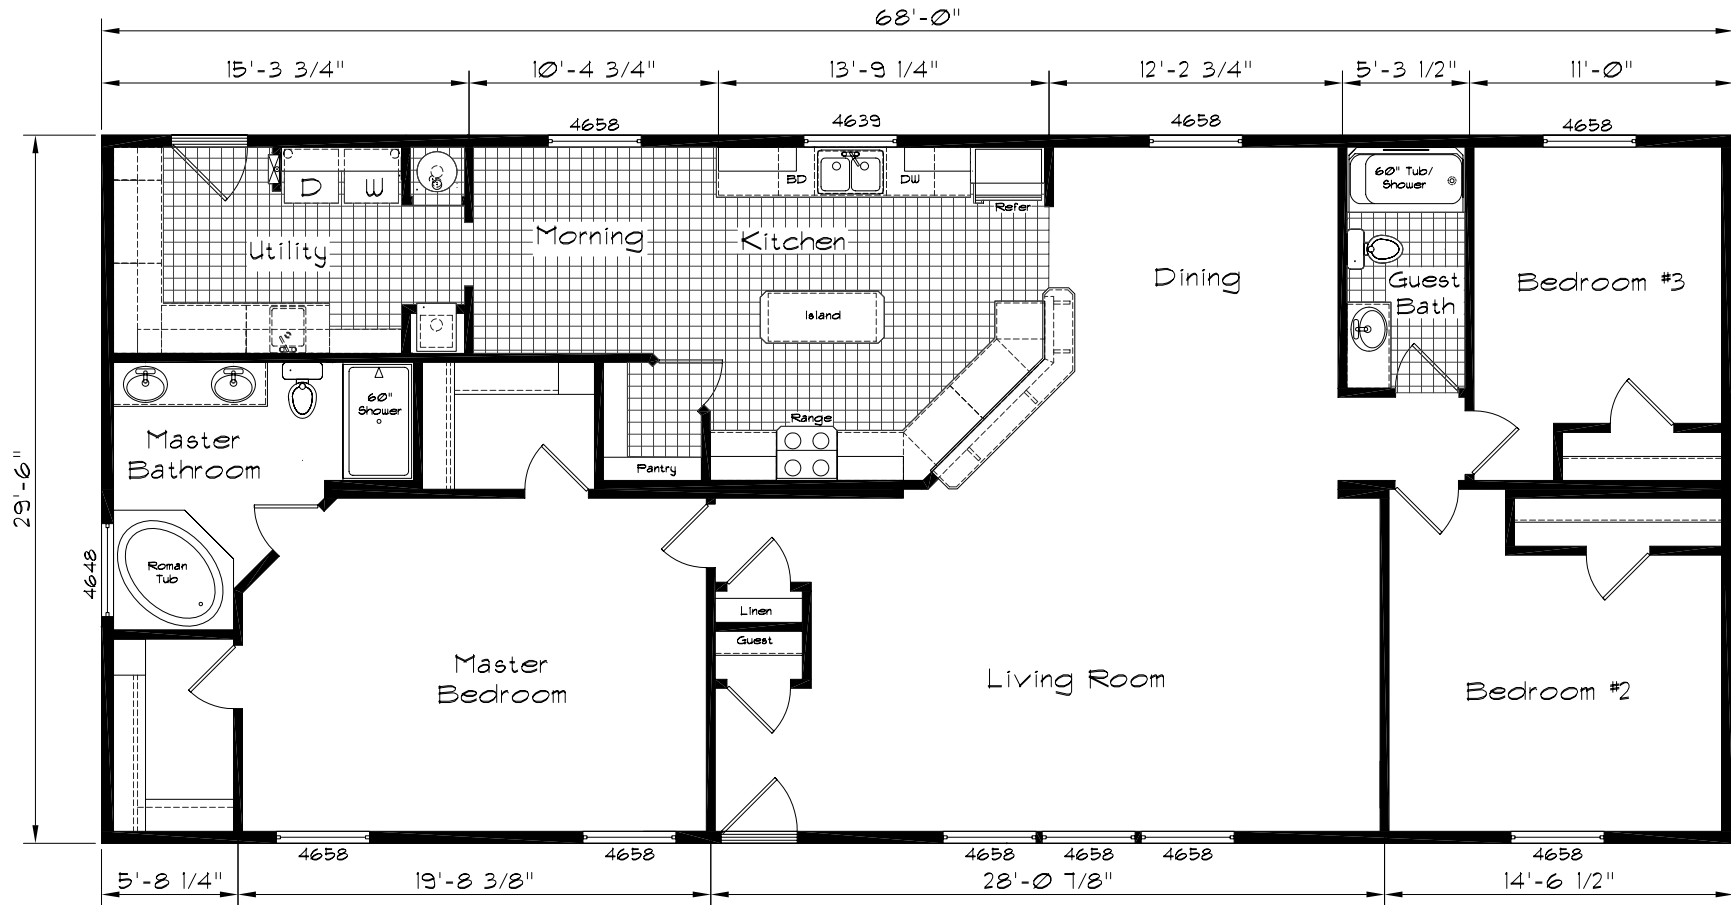 68'-0"
15'-3 3/4"
10'-4 3/4"
13'-9 1/4"
12'-2 3/4"
5'-3 1/2"
11'-0"
4658
4639
4658
4658
D
W
BD
DW
Refer
60" Tub/
Shower
Utility
Morning
Kitchen
Dining
Guest
Bath
Bedroom #3
Island
60"
Shower
Range
Master
Bathroom
Pantry
29'-6"
4648
Roman
Tub
Linen
Guest
Master
Bedroom
Living Room
Bedroom #2
4658
4658
4658
4658
4658
4658
5'-8 1/4"
19'-8 3/8"
28'-0 7/8"
14'-6 1/2"